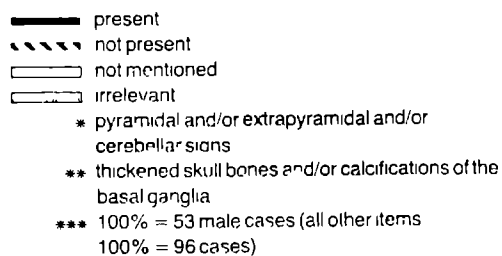 present
not present
not mentioned
irrelevant
* pyramidal and/or extrapyramidal and/or
cerebellar signs
** thickened skull bones and/or calcifications of the
basal ganglia
*** 100% = 53 male cases (all other items
100% = 96 cases)